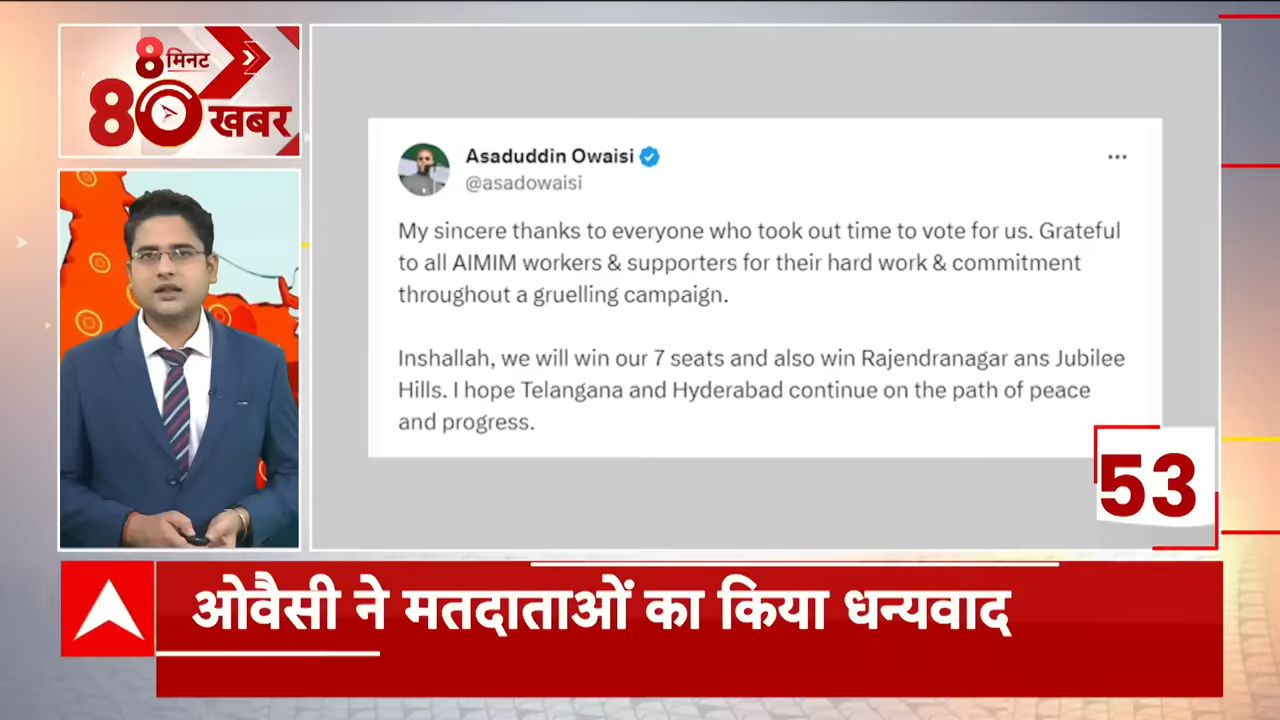 8 मिनट
80 खबर
Asaduddin Owaisi
@asadowaisi
My sincere thanks to everyone who took out time to vote for us. Grateful
to all AIMIM workers & supporters for their hard work & commitment
throughout a gruelling campaign.
Inshallah, we will win our 7 seats and also win Rajendranagar ans Jubilee
Hills. I hope Telangana and Hyderabad continue on the path of peace
and progress.
53
ओवैसी ने मतदाताओं का किया धन्यवाद